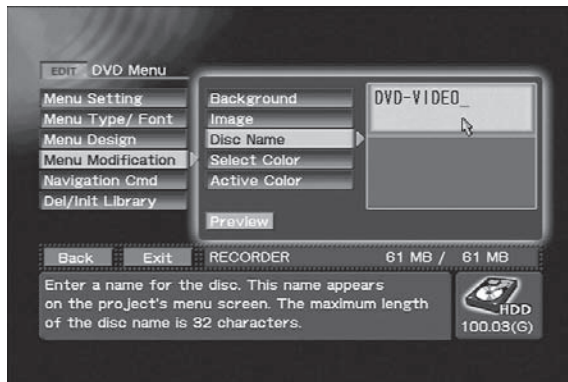 EDIT DVD Menu
Menu Setting
Menu Type/ Font
Menu Design
Menu Modification
Navigation Cmd
Del/Init Library
Background
Image
Disc Name
Select Color
Active Color
Preview
DVD-VIDEO_
Back Exit RECORDER 61 MB / 61 MB
Enter a name for the disc. This name appears
on the project's menu screen. The maximum length
of the disc name is 32 characters.
HDD
100.03(G)